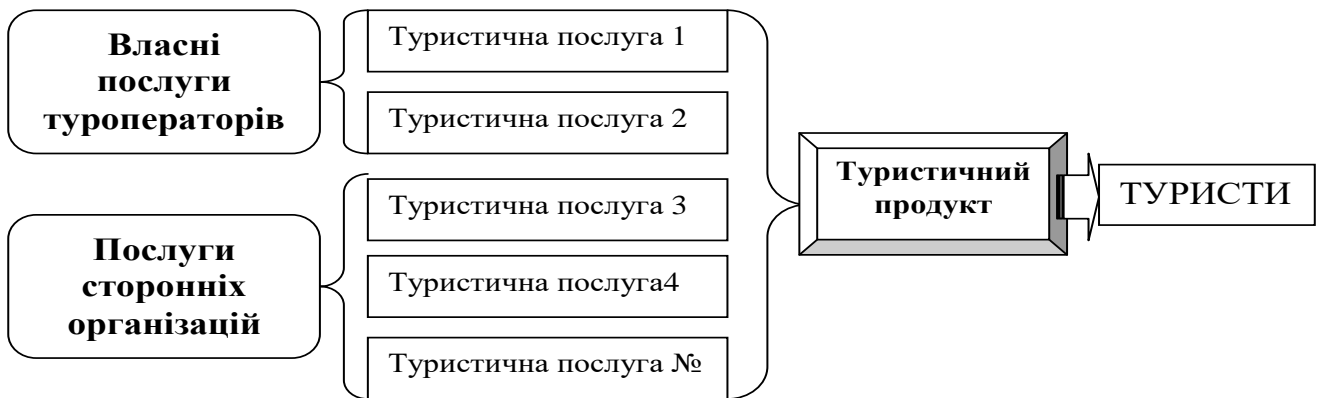 Власні
послуги
туроператорів
Туристична послуга 1
Туристична послуга 2
Послуги
сторонніх
організацій
Туристична послуга 3
Туристична послуга4
Туристична послуга №
Туристичний
продукт
ТУРИСТИ